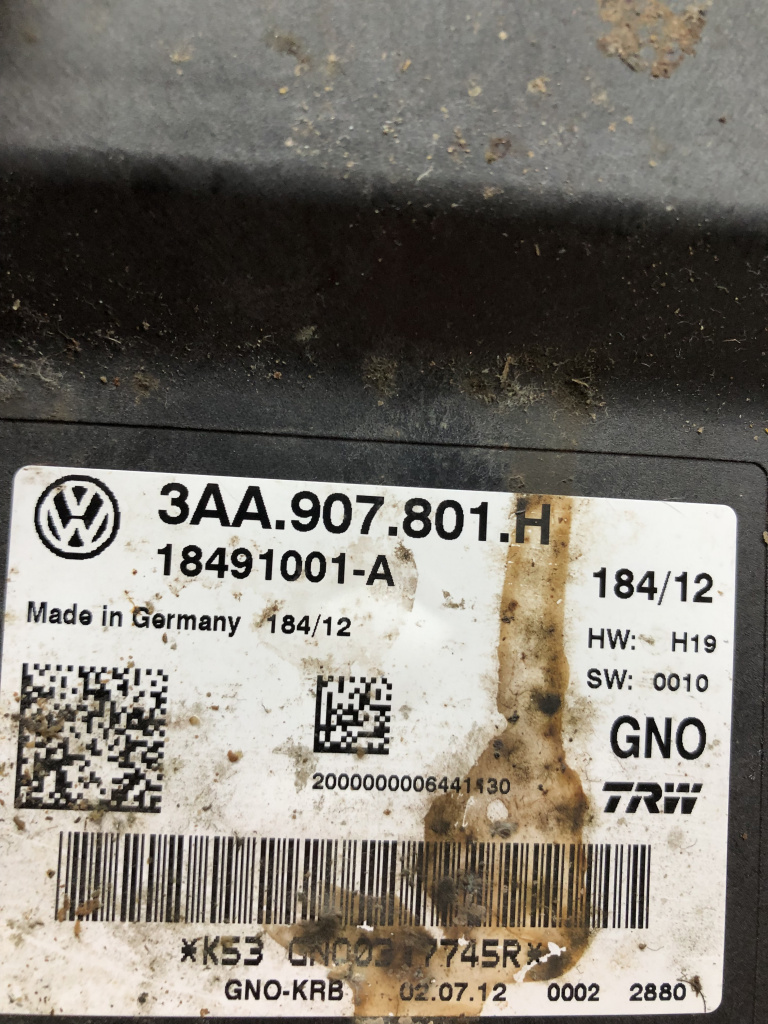 3AA.907.801.H
18491001-A
184/12
Made in Germany 184/12
HW: H19
SW: 0010
GNO
2000000006441130
TRW
GNO-KRB 02.07.12 0002 2880